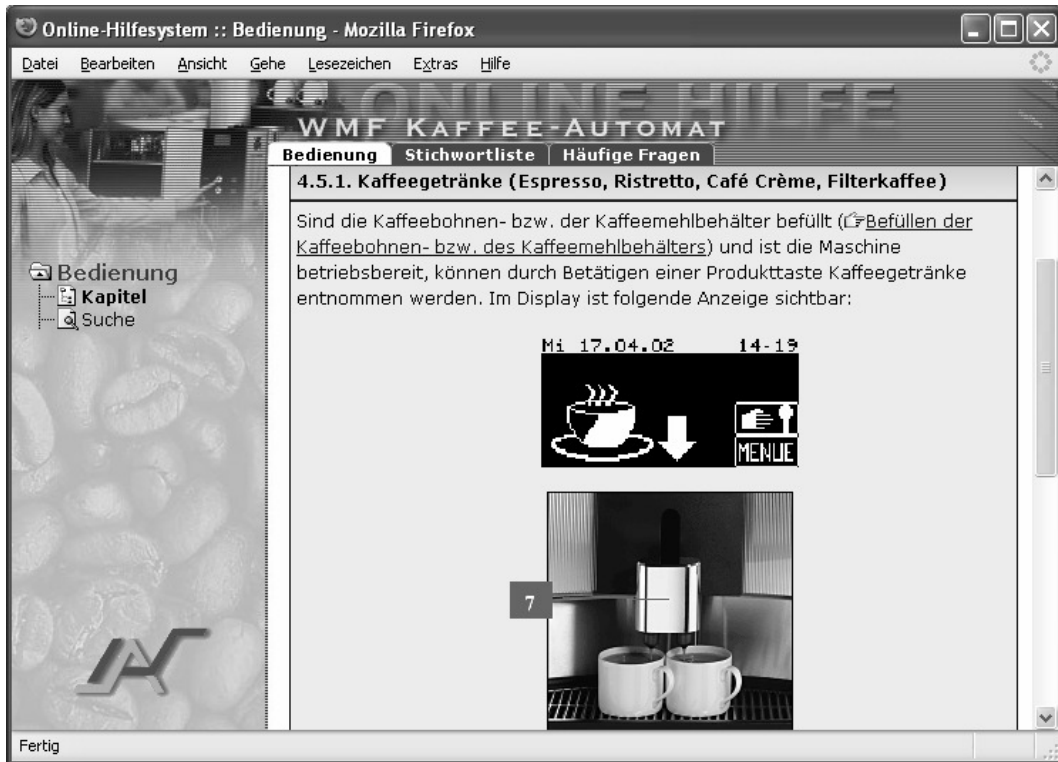 Online-Hilfesystem :: Bedienung - Mozilla Firefox
Datei Bearbeiten Ansicht Gehe Lesezeichen Extras Hilfe
ONLINE HILFE
WMF KAFFEE-AUTOMAT
Bedienung Stichwortliste Häufige Fragen
4.5.1. Kaffeegetränke (Espresso, Ristretto, Café Crème, Filterkaffee)
Sind die Kaffeebohnen- bzw. der Kaffeemehlbehälter befüllt (☞Befüllen der
Kaffeebohnen- bzw. des Kaffeemehlbehälters) und ist die Maschine
betriebsbereit, können durch Betätigen einer Produkttaste Kaffeegetränke
entnommen werden. Im Display ist folgende Anzeige sichtbar:
Bedienung
Kapitel
Suche
Mi 17.04.02 14-19
MENUE
7
Fertig